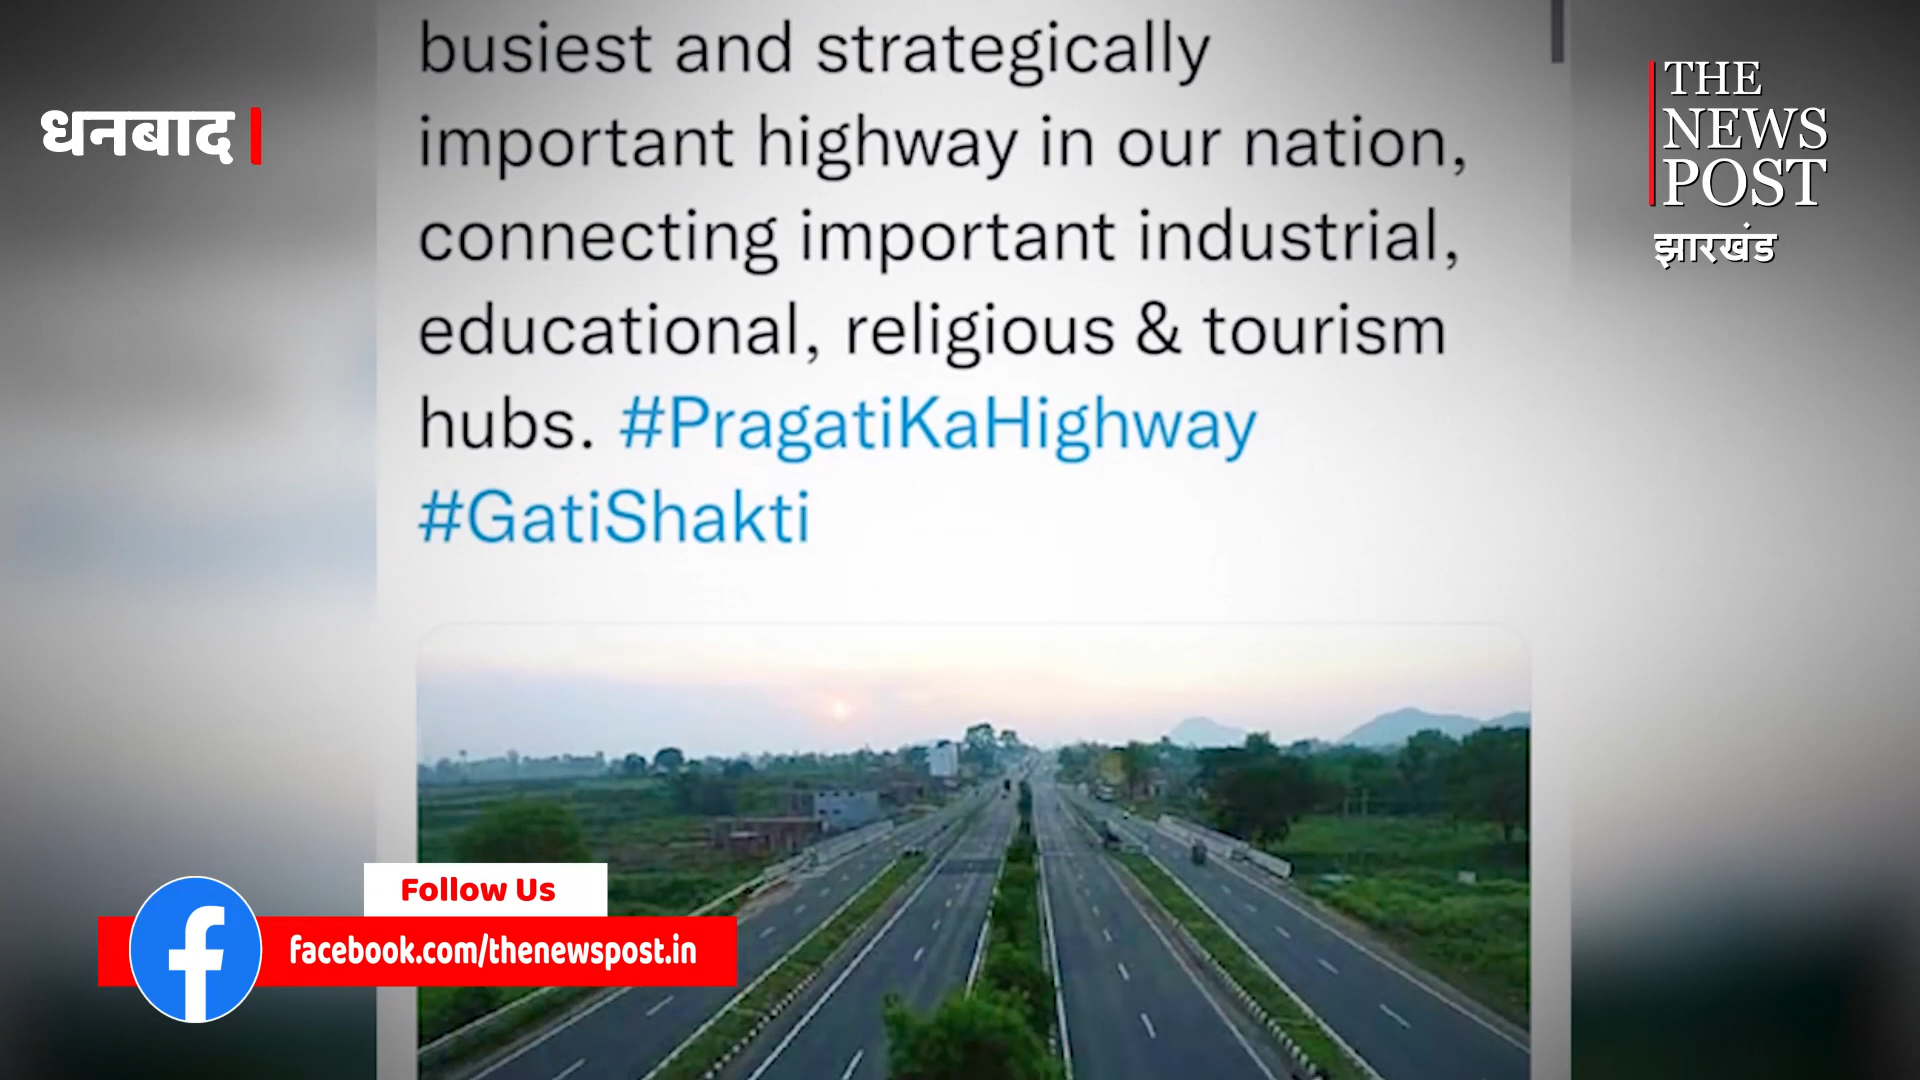 busiest and strategically
important highway in our nation,
connecting important industrial,
educational, religious & tourism
hubs. #PragatiKaHighway
#GatiShakti
धनबाद
THE
NEWS
POST
झारखंड
Follow Us
facebook.com/thenewspost.in